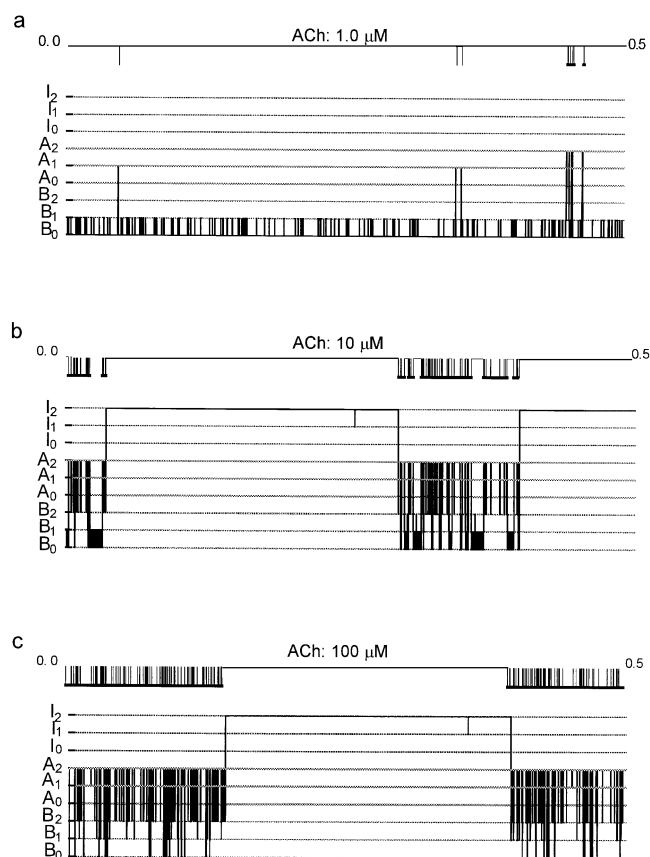 a
ACh: 1.0 μM
0.0
0.5
I2
I1
I0
A2
A1
A0
B2
B1
B0
b
ACh: 10 μM
0.0
0.5
I2
I1
I0
A2
A1
A0
B2
B1
B0
c
ACh: 100 μM
0.0
0.5
I2
I1
I0
A2
A1
A0
B2
B1
B0